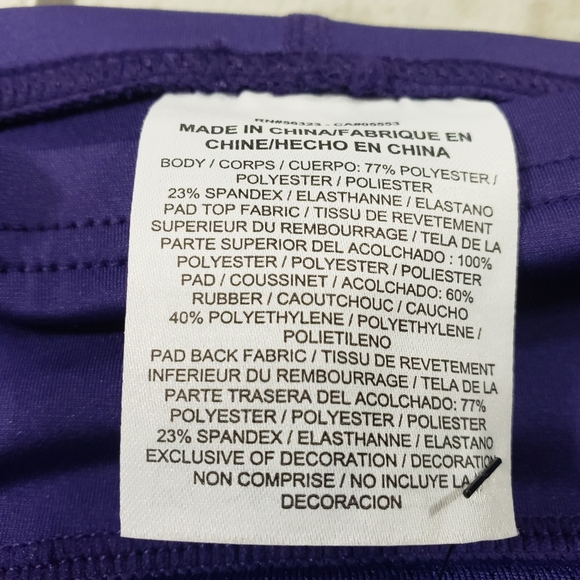 RN#56323 - CA#05553
MADE IN CHINA/FABRIQUE EN
CHINE/HECHO EN CHINA
BODY / CORPS / CUERPO: 77% POLYESTER /
POLYESTER / POLIESTER
23% SPANDEX / ELASTHANNE / ELASTANO
PAD TOP FABRIC / TISSU DE REVETEMENT
SUPERIEUR DU REMBOURRAGE / TELA DE LA
PARTE SUPERIOR DEL ACOLCHADO: 100%
POLYESTER / POLYESTER / POLIESTER
PAD / COUSSINET / ACOLCHADO: 60%
RUBBER / CAOUTCHOUC / CAUCHO
40% POLYETHYLENE / POLYETHYLENE /
POLIETILENO
PAD BACK FABRIC / TISSU DE REVETEMENT
INFERIEUR DU REMBOURRAGE / TELA DE LA
PARTE TRASERA DEL ACOLCHADO: 77%
POLYESTER / POLYESTER / POLIESTER
23% SPANDEX / ELASTHANNE / ELASTANO
EXCLUSIVE OF DECORATION / DECORATION
NON COMPRISE / NO INCLUYE LA
DECORACION